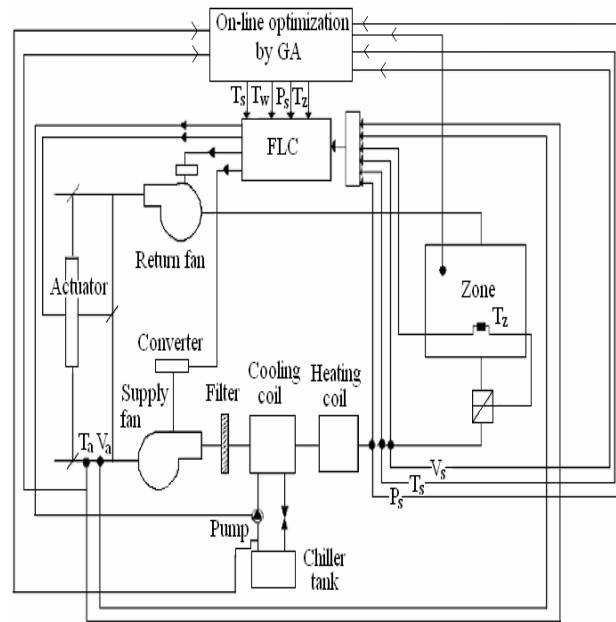 On-line optimization
by GA
Ts Tw Ps Tz
FLC
Return fan
Actuator
Zone
Tz
Converter
Cooling
coil
Heating
coil
Supply
fan
Filter
Ta Va
Vs
Ts
Ps
Pump
Chiller
tank